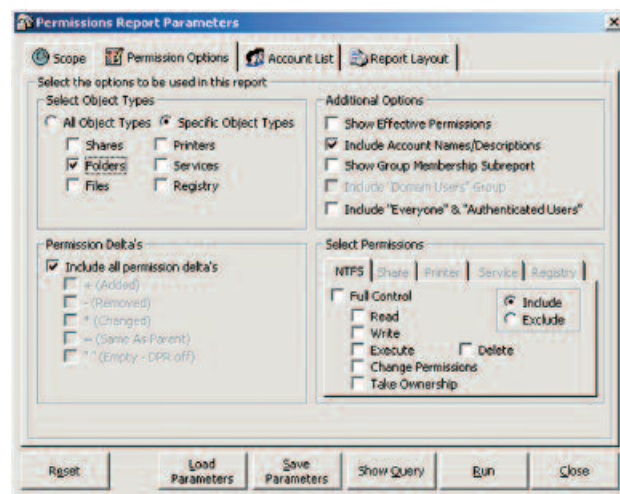 Permissions Report Parameters
Scope
Permission Options
Account List
Report Layout
Select the options to be used in this report
Select Object Types
All Object Types
Specific Object Types
Shares
Printers
Folders
Services
Files
Registry
Additional Options
Show Effective Permissions
Include Account Names/Descriptions
Show Group Membership Subreport
Include "Domain Users" Group
Include "Everyone" & "Authenticated Users"
Permission Delta's
Include all permission delta's
+ (Added)
- (Removed)
* (Changed)
= (Same As Parent)
" " (Empty - DPR off)
Select Permissions
NTFS
Share
Printer
Service
Registry
Full Control
Read
Write
Execute
Delete
Change Permissions
Take Ownership
Include
Exclude
Reset
Load Parameters
Save Parameters
Show Query
Run
Close